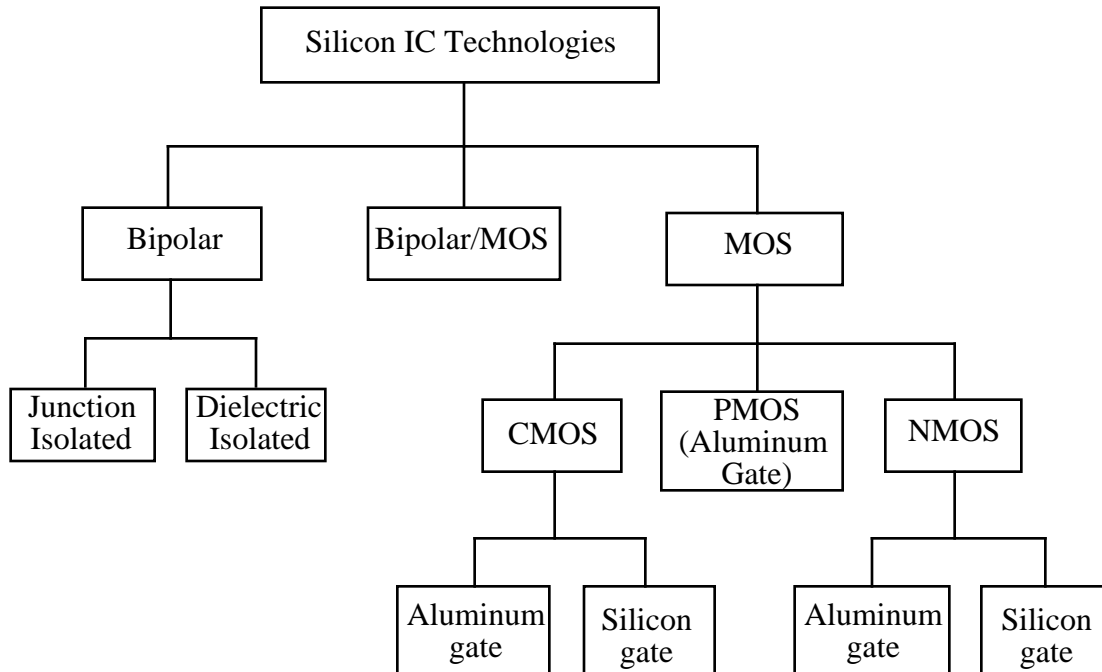 Silicon IC Technologies
Bipolar
Bipolar/MOS
MOS
Junction
Isolated
Dielectric
Isolated
CMOS
PMOS
(Aluminum
Gate)
NMOS
Aluminum
gate
Silicon
gate
Aluminum
gate
Silicon
gate